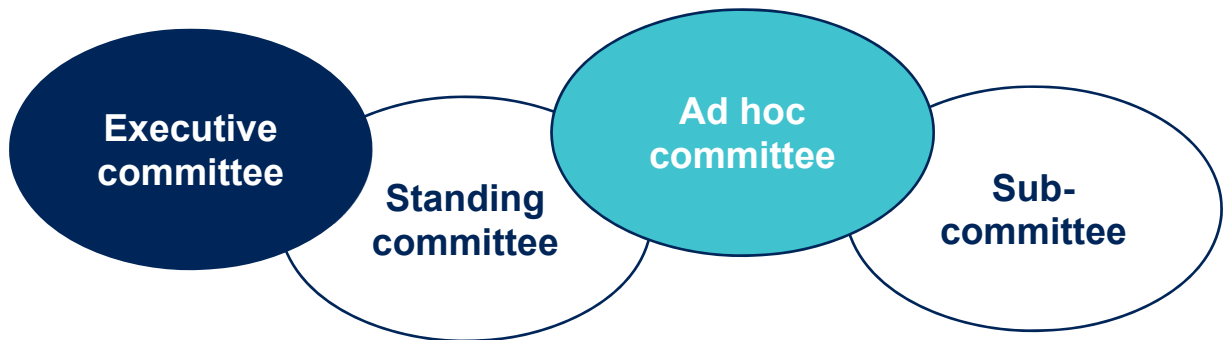 Executive
committee
Standing
committee
Ad hoc
committee
Sub-
committee